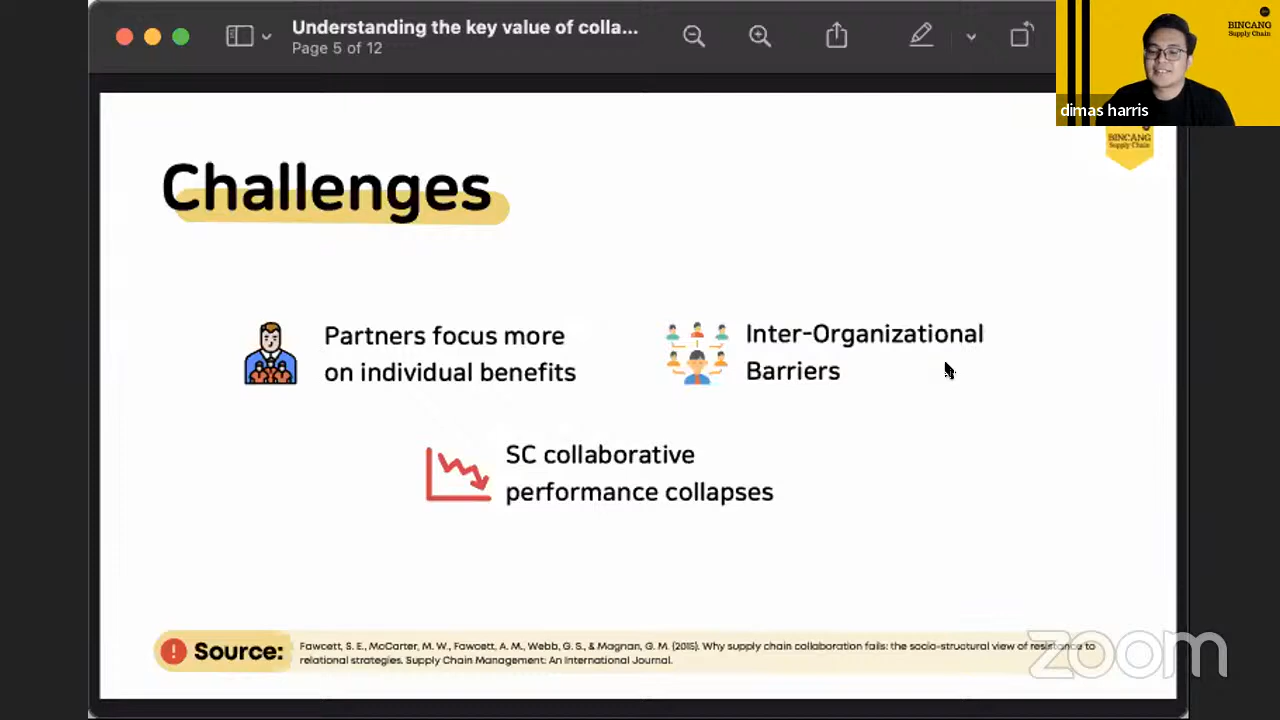 Understanding the key value of colla...
Page 5 of 12
BINCANG
Supply Chain
dimas harris
BINCANG
Supply Chain
Challenges
Partners focus more
on individual benefits
Inter-Organizational
Barriers
SC collaborative
performance collapses
Source:
Fawcett, S. E., McCarter, M. W., Fawcett, A. M., Webb, G. S., & Magnan, G. M. (2015). Why supply chain collaboration fails: the socio-structural view of resistance to
relational strategies. Supply Chain Management: An International Journal.
zoom